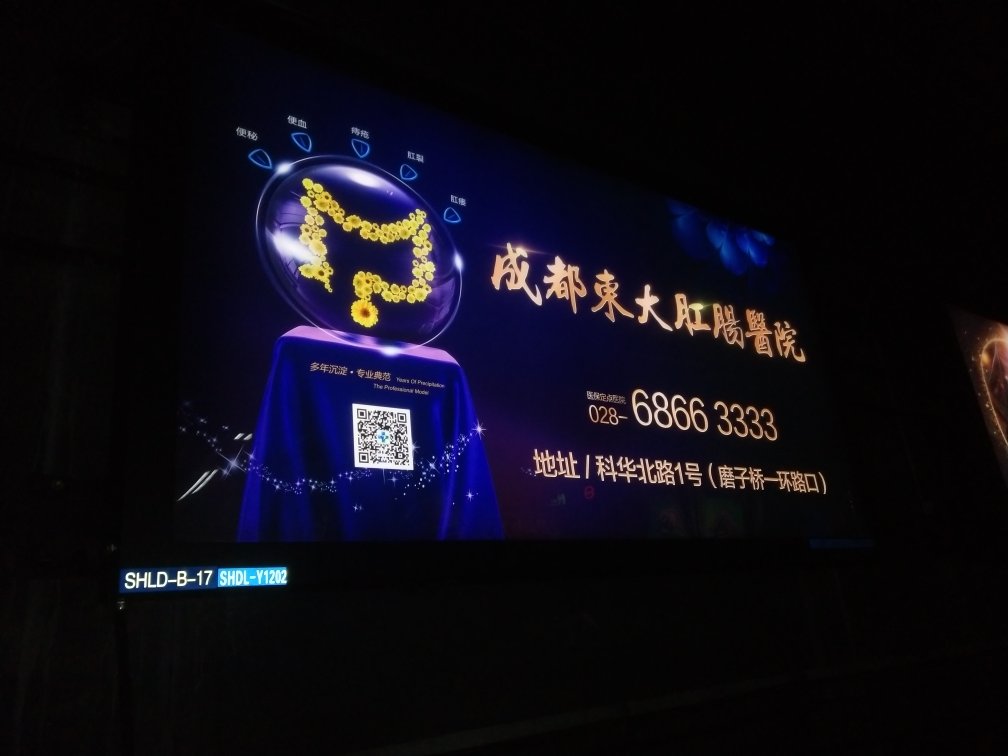 便秘
便血
痔疮
肛裂
肛瘘
成都東大肛腸醫院
多年沉淀·专业典范 Years Of Precipitation
The Professional Model
医保定点医院
028-6866 3333
地址 / 科华北路1号（磨子桥一环路口）
SHLD-B-17 SHDL-Y1202